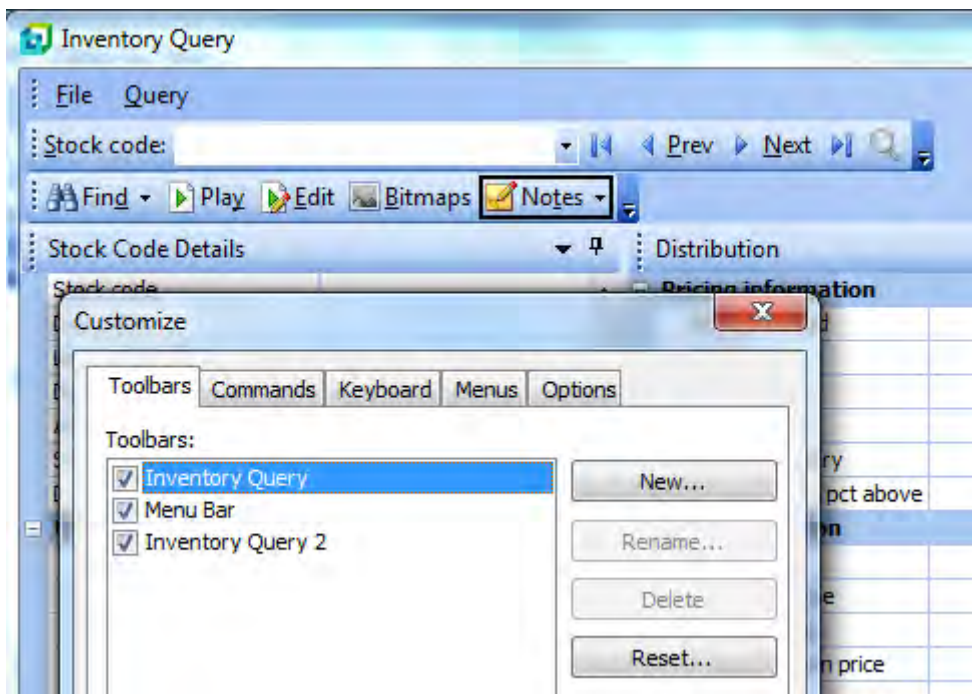 Inventory Query
File Query
Stock code: Prev Next
Find Play Edit Bitmaps Notes
Stock Code Details Distribution
Stock code Pricing information
Customize
Toolbars Commands Keyboard Menus Options
Toolbars:
Inventory Query New...
Menu Bar
Inventory Query 2 Rename...
pct above
Delete
Reset...
price